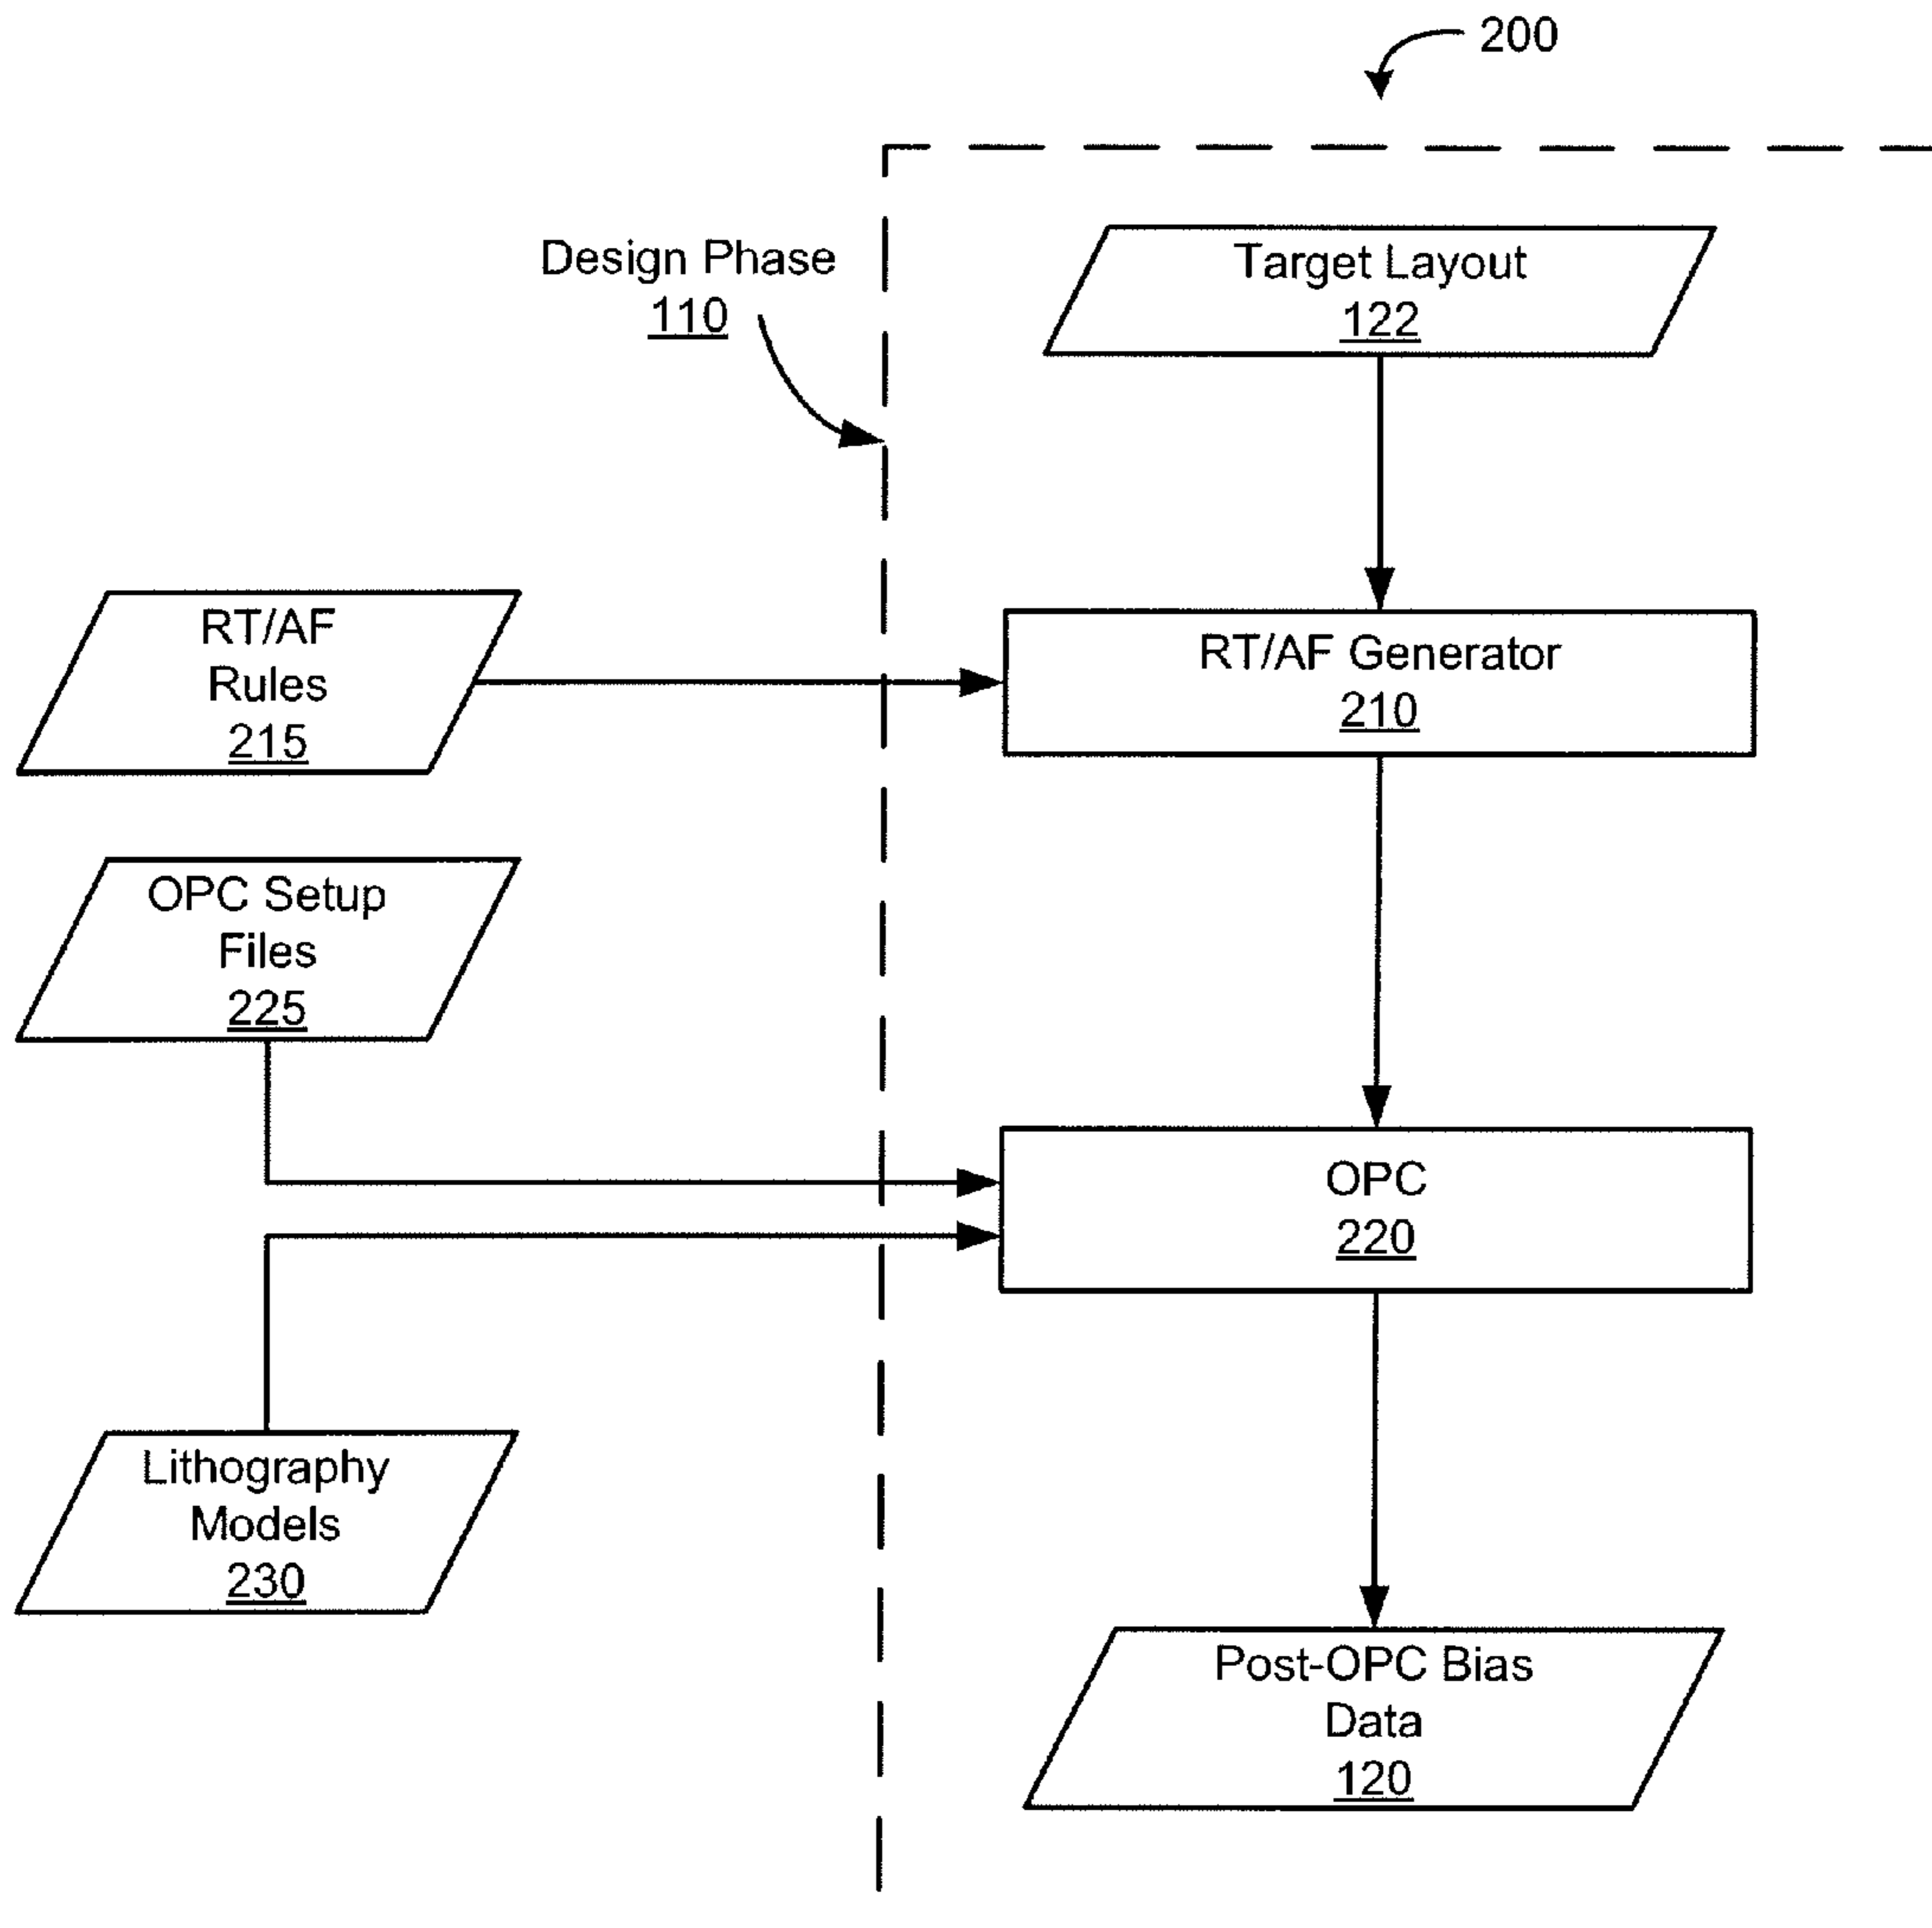 200
Design Phase
110
Target Layout
122
RT/AF
Rules
215
RT/AF Generator
210
OPC Setup
Files
225
OPC
220
Lithography
Models
230
Post-OPC Bias
Data
120